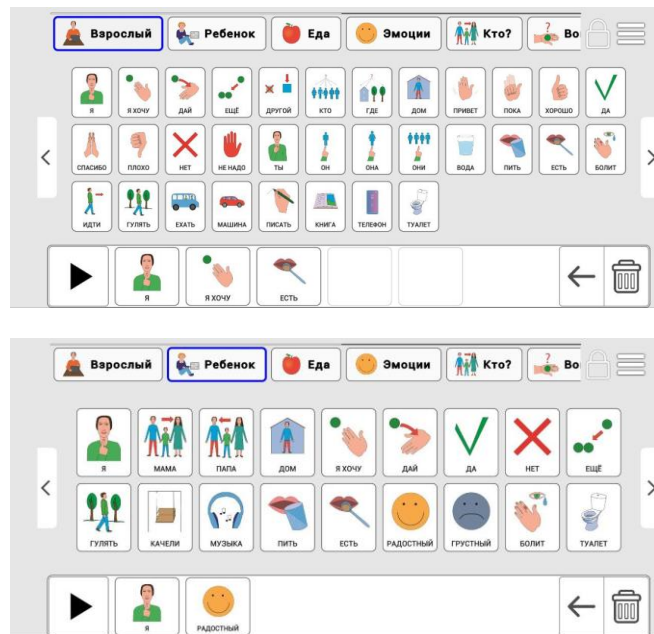 Взрослый Ребенок Еда Эмоции Кто? Во
Я Я ХОЧУ ДАЙ ЕЩЁ ДРУГОЙ КТО ГДЕ ДОМ ПРИВЕТ ПОКА ХОРОШО ДА
СПАСИБО ПЛОХО НЕТ НЕ НАДО ТЫ ОН ОНА ОНИ ВОДА ПИТЬ ЕСТЬ БОЛИТ
ИДТИ ГУЛЯТЬ ЕХАТЬ МАШИНА ПИСАТЬ КНИГА ТЕЛЕФОН ТУАЛЕТ
Я Я ХОЧУ ЕСТЬ
Взрослый Ребенок Еда Эмоции Кто? Во
Я МАМА ПАПА ДОМ Я ХОЧУ ДАЙ ДА НЕТ ЕЩЁ
ГУЛЯТЬ КАЧЕЛИ МУЗЫКА ПИТЬ ЕСТЬ РАДОСТНЫЙ ГРУСТНЫЙ БОЛИТ ТУАЛЕТ
Я РАДОСТНЫЙ